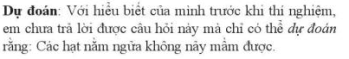 Dự đoán: Với hiểu biết của mình trước khi thí nghiệm,
em chưa trả lời được câu hỏi này mà chỉ có thể dự đoán
rằng: Các hạt nằm ngửa không nảy mầm được.